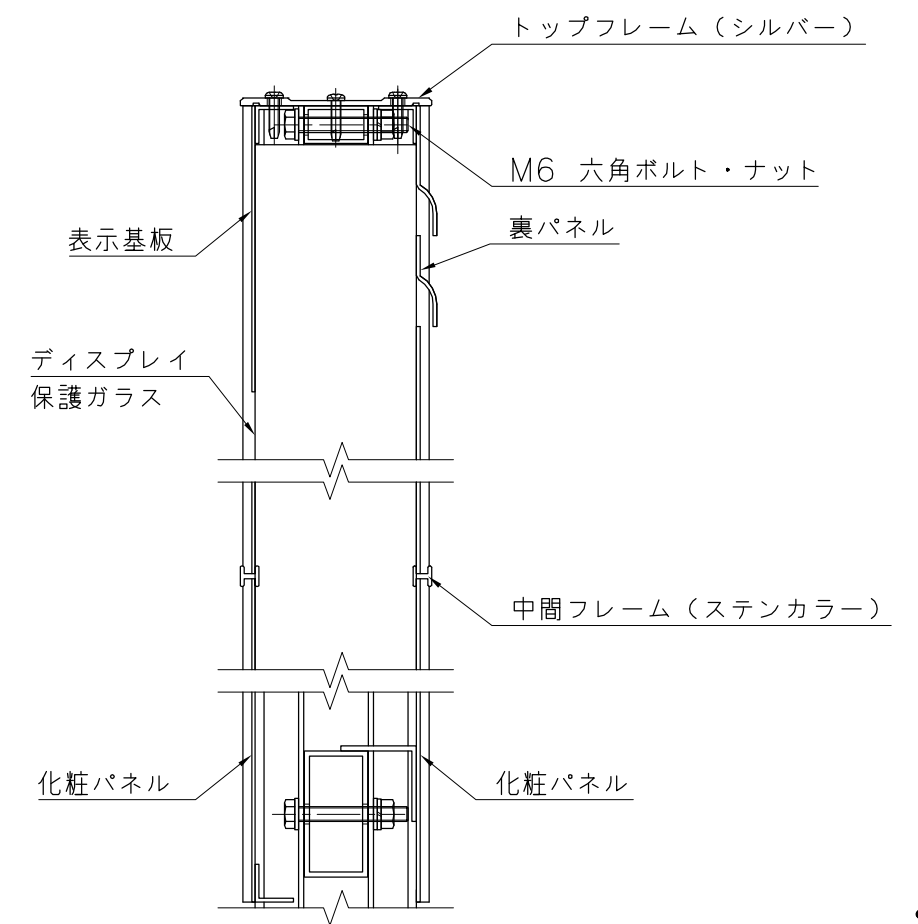 トップフレーム（シルバー）
M6 六角ボルト・ナット
裏パネル
表示基板
ディスプレイ
保護ガラス
中間フレーム（ステンカラー）
化粧パネル
化粧パネル